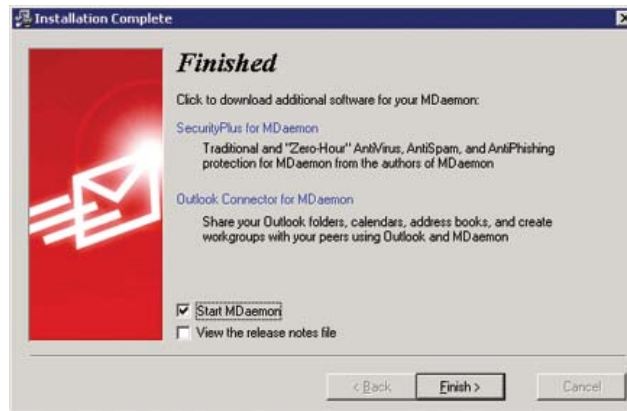 Installation Complete
Finished
Click to download additional software for your MDaemon:
SecurityPlus for MDaemon
Traditional and "Zero-Hour" AntiVirus, AntiSpam, and AntiPhishing
protection for MDaemon from the authors of MDaemon
Outlook Connector for MDaemon
Share your Outlook folders, calendars, address books, and create
workgroups with your peers using Outlook and MDaemon
Start MDaemon
View the release notes file
< Back Finish > Cancel